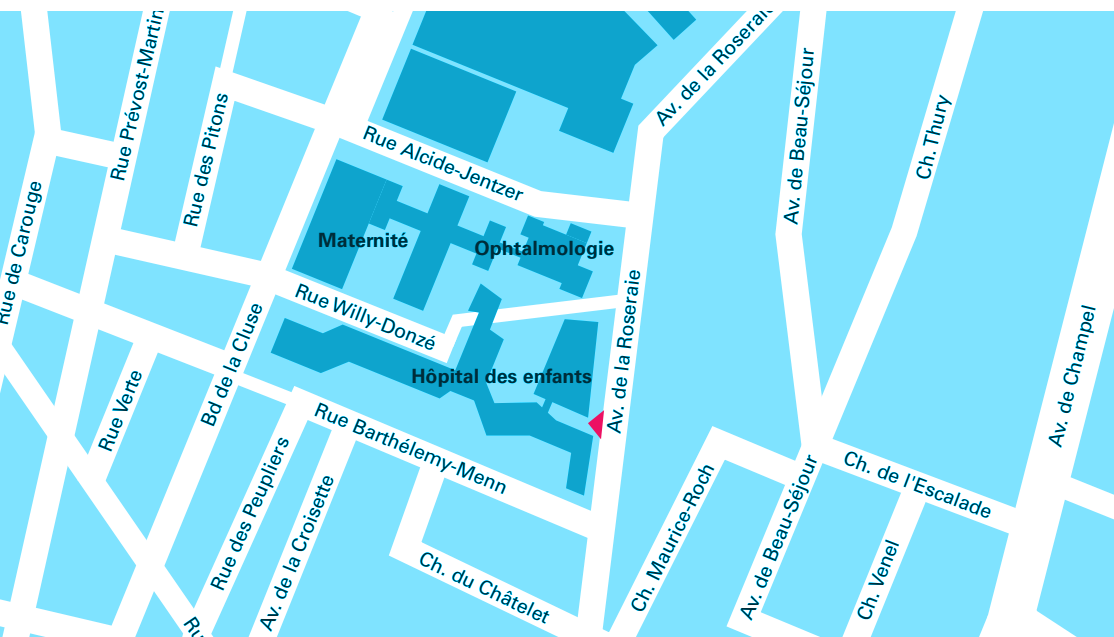 Rue Prévost-Martin
Av. de la Roseraie
Av. de Beau-Séjour
Ch. Thury
Rue des Pitons
Rue Alcide-Jentzer
Rue de Carouge
Maternité
Ophtalmologie
Rue Willy-Donzé
Av. de la Roseraie
Bd de la Cluse
Hôpital des enfants
Av. de Champel
Rue Verte
Rue Barthélemy-Menn
Rue des Peupliers
Av. de la Croisette
Ch. Maurice-Roch
Av. de Beau-Séjour
Ch. de l'Escalade
Ch. du Châtelet
Ch. Venel